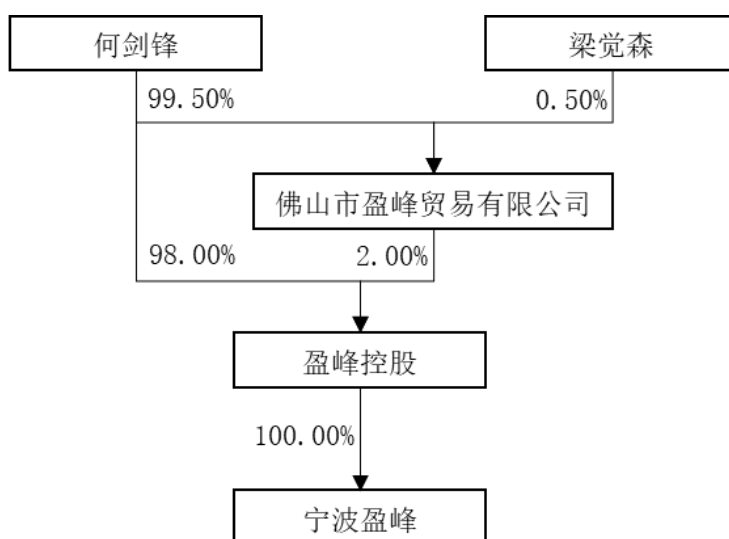 何剑锋
梁觉森
99.50%
0.50%
佛山市盈峰贸易有限公司
98.00%
2.00%
盈峰控股
100.00%
宁波盈峰